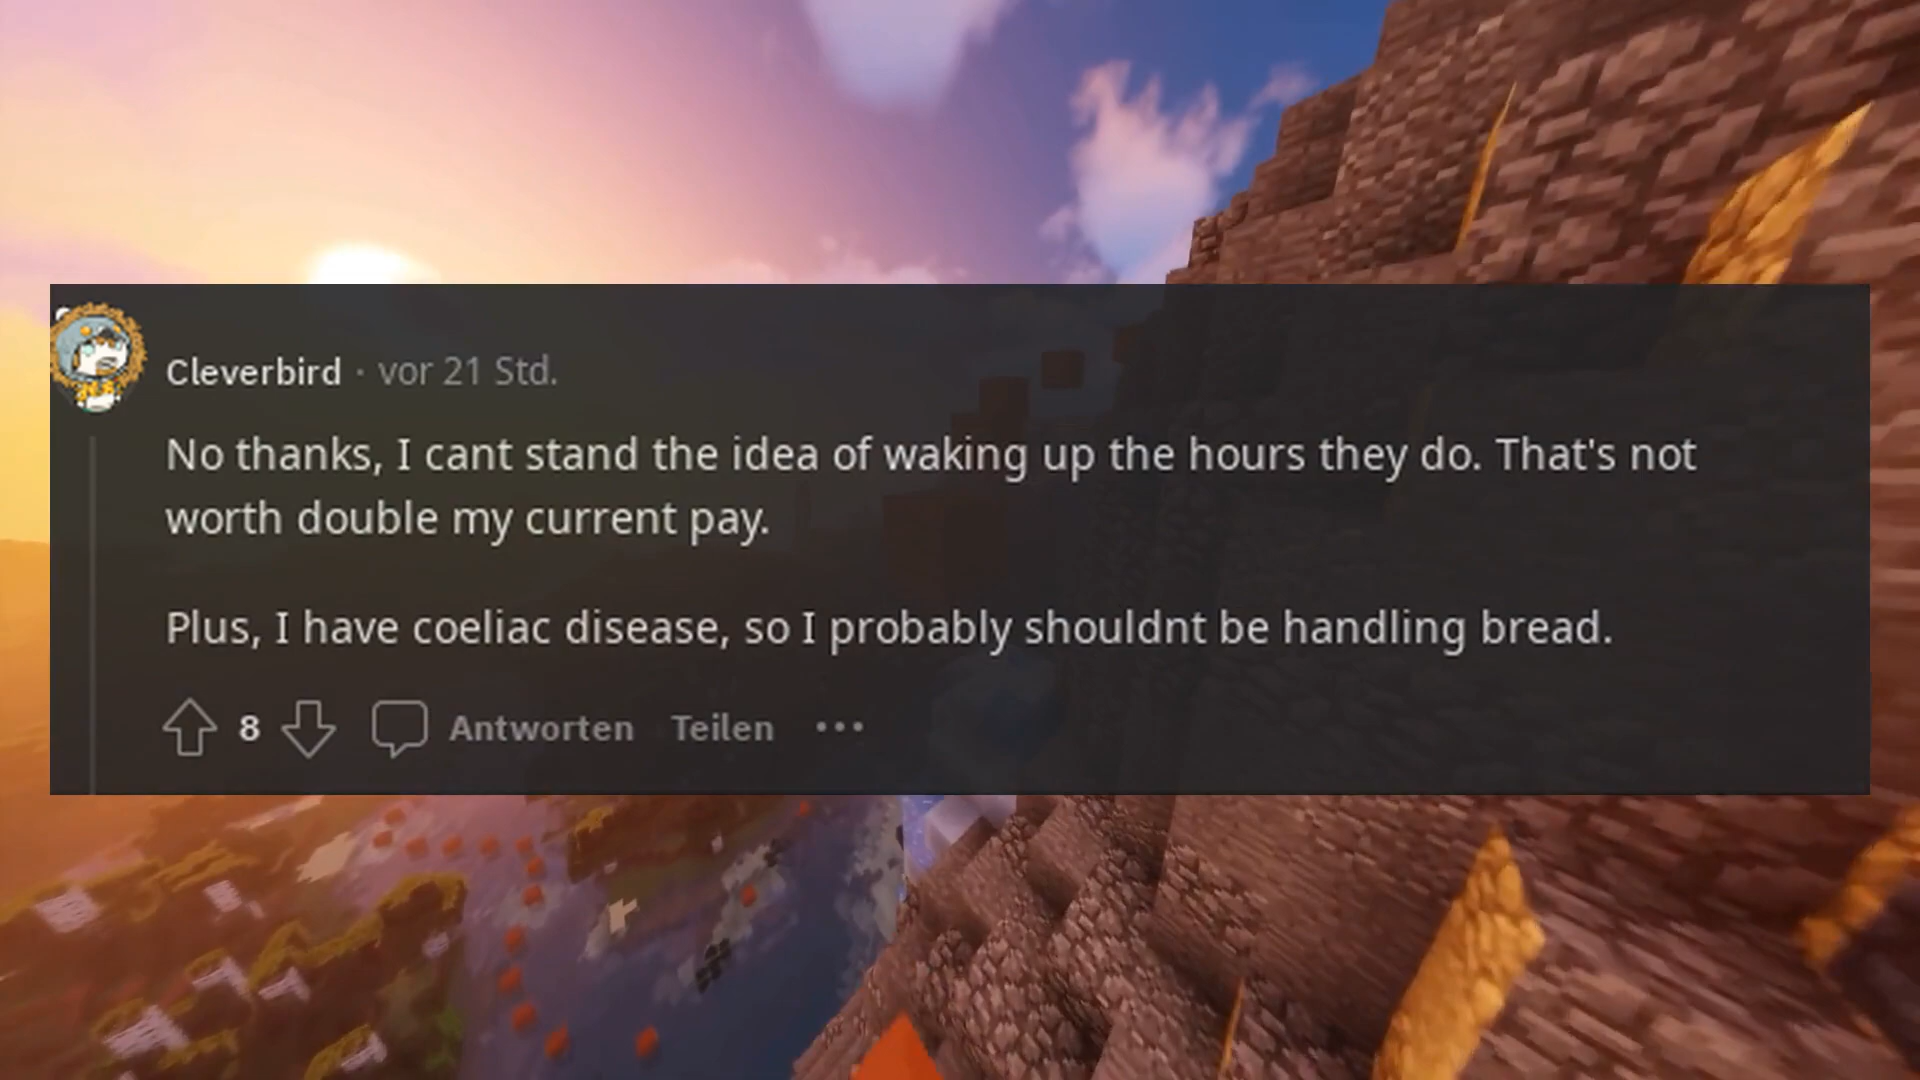 Cleverbird · vor 21 Std.
No thanks, I cant stand the idea of waking up the hours they do. That's not
worth double my current pay.
Plus, I have coeliac disease, so I probably shouldnt be handling bread.
8 Antworten Teilen